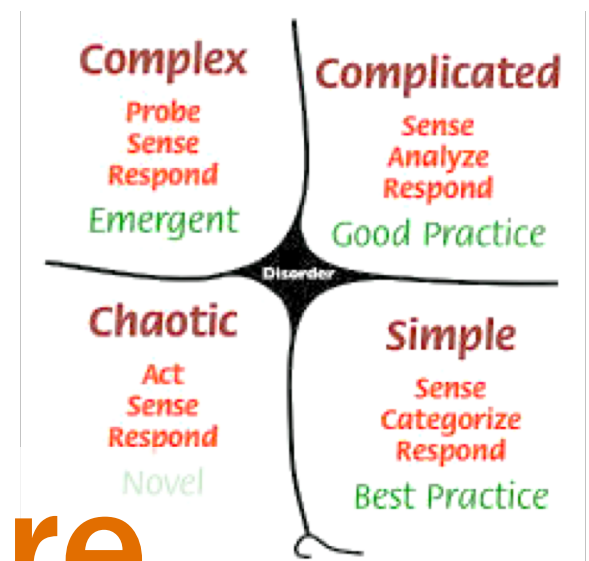 Complex
Probe
Sense
Respond
Emergent
Complicated
Sense
Analyze
Respond
Good Practice
Disorder
Chaotic
Act
Sense
Respond
Novel
Simple
Sense
Categorize
Respond
Best Practice
re